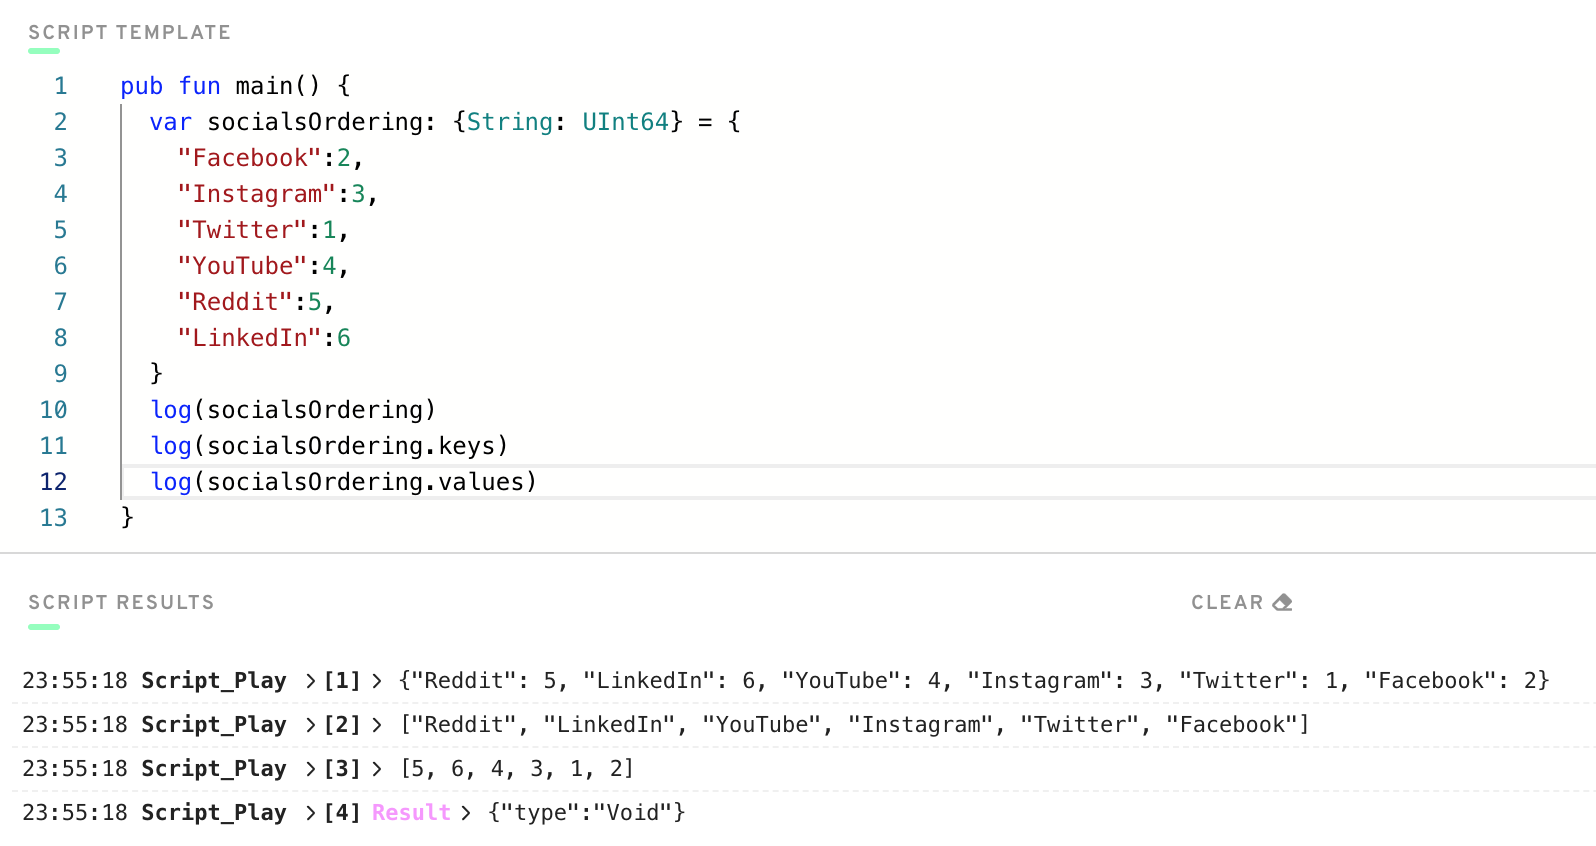 SCRIPT TEMPLATE
1 pub fun main() {
2 var socialsOrdering: {String: UInt64} = {
3 "Facebook":2,
4 "Instagram":3,
5 "Twitter":1,
6 "YouTube":4,
7 "Reddit":5,
8 "LinkedIn":6
9 }
10 log(socialsOrdering)
11 log(socialsOrdering.keys)
12 log(socialsOrdering.values)
13 }
SCRIPT RESULTS CLEAR
23:55:18 Script_Play >[1]> {"Reddit": 5, "LinkedIn": 6, "YouTube": 4, "Instagram": 3, "Twitter": 1, "Facebook": 2}
23:55:18 Script_Play >[2]> ["Reddit", "LinkedIn", "YouTube", "Instagram", "Twitter", "Facebook"]
23:55:18 Script_Play >[3]> [5, 6, 4, 3, 1, 2]
23:55:18 Script_Play >[4] Result > {"type":"Void"}